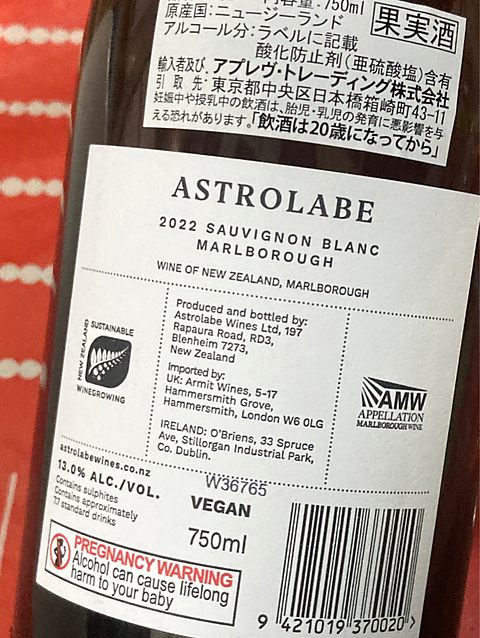 容量:750ml
原産国:ニュージーランド
アルコール分:ラベルに記載
果実酒
酸化防止剤(亜硫酸塩)含有
輸入者及び
引取先:アプレヴ・トレーディング株式会社
東京都中央区日本橋箱崎町43-11
妊娠中や授乳中の飲酒は、胎児・乳児の発育に悪影響を与
える恐れがあります。「飲酒は20歳になってから」
ASTROLABE
2022 SAUVIGNON BLANC
MARLBOROUGH
WINE OF NEW ZEALAND, MARLBOROUGH
NEW ZEALAND
SUSTAINABLE
WINEGROWING
Produced and bottled by:
Astrolabe Wines Ltd, 197
Rapaura Road, RD3,
Blenheim 7273,
New Zealand
Imported by:
UK: Armit Wines, 5-17
Hammersmith Grove,
Hammersmith, London W6 0LG
IRELAND: O'Briens, 33 Spruce
Ave, Stillorgan Industrial Park,
Co. Dublin.
AMW
APPELLATION
MARLBOROUGH WINE
astrolabewines.co.nz
13.0% ALC./VOL.
Contains sulphites
Contains approximately
7.7 standard drinks
W36765
VEGAN
750ml
PREGNANCY WARNING
Alcohol can cause lifelong
harm to your baby
9 421019 370020 >